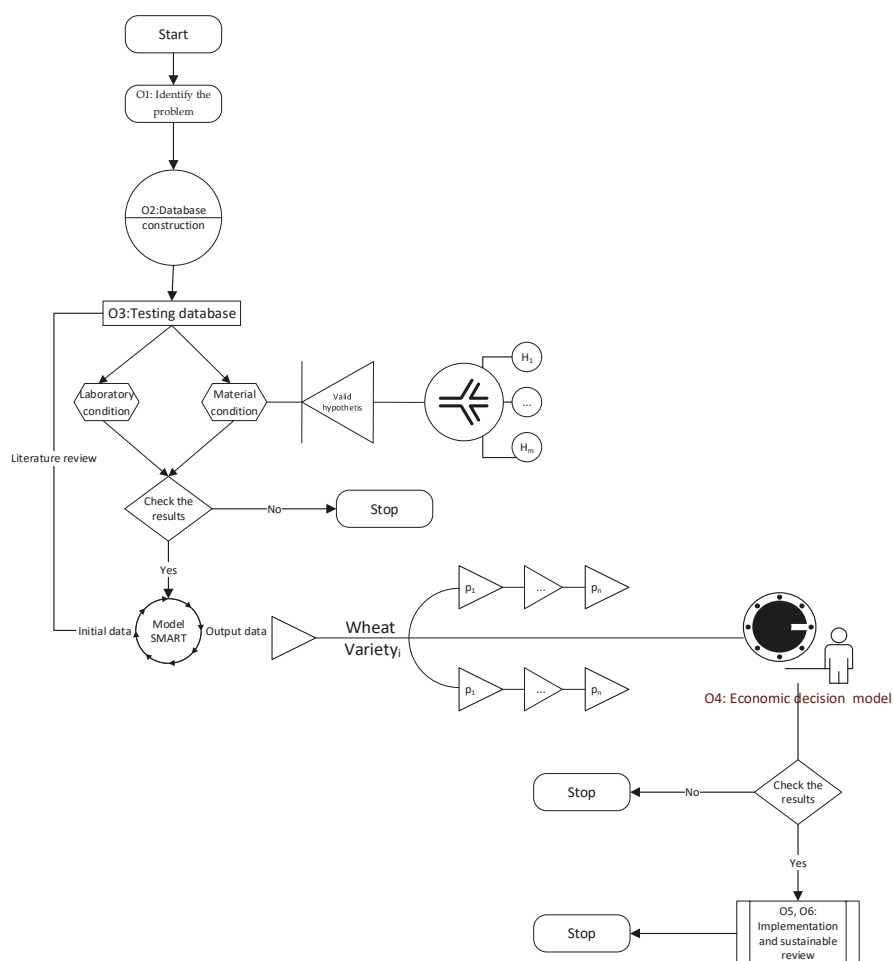 Start
O1: Identify the
problem
O2:Database
construction
O3:Testing database
Laboratory
condition
Material
condition
Valid
hypothetis
H1
...
Hm
Literature review
Check the
results
No
Stop
Yes
Initial data
Model
SMART
Output data
Wheat
Varietyi
p1
...
pn
p1
...
pn
O4: Economic decision model
Check the
results
No
Stop
Yes
O5, O6:
Implementation
and sustainable
review
Stop